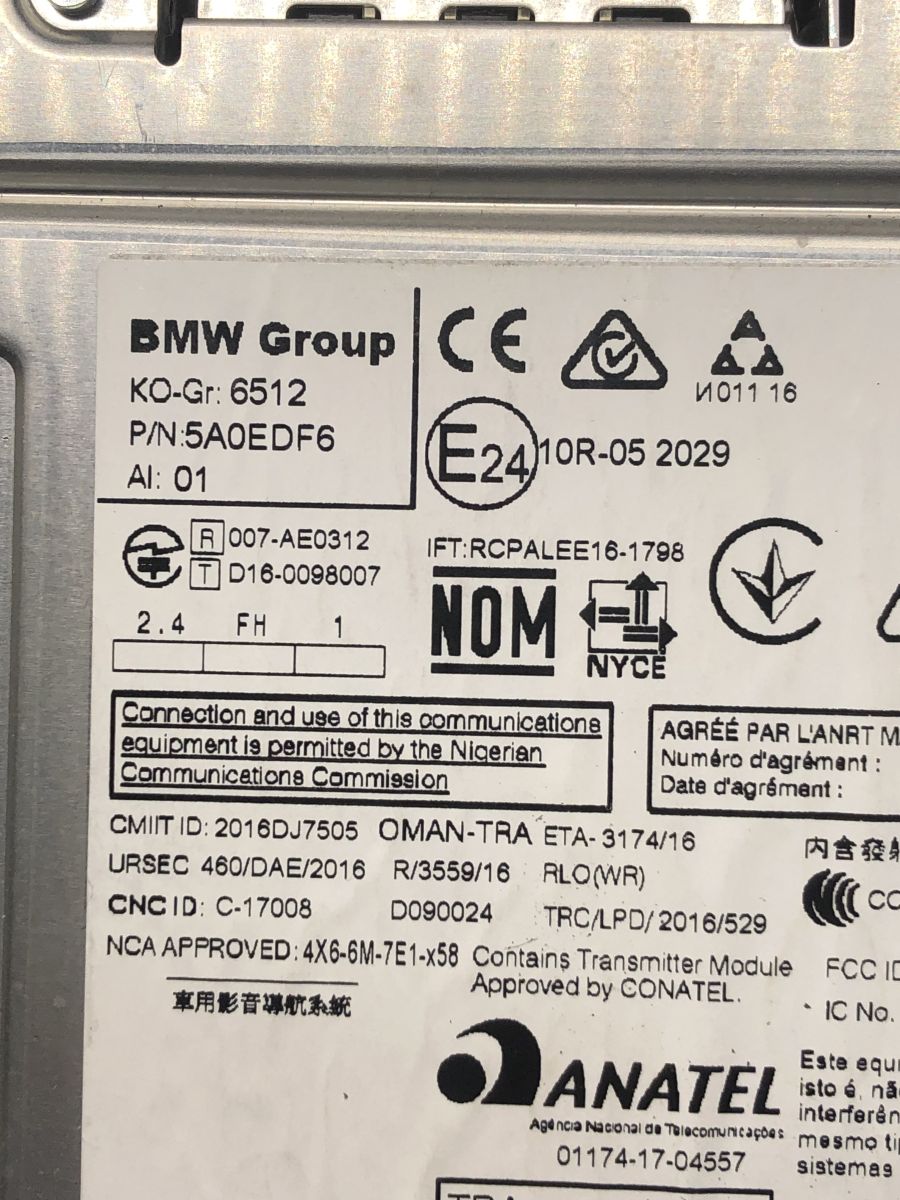 BMW Group
KO-Gr: 6512
P/N:5A0EDF6
AI: 01
CE
И011 16
E24 10R-05 2029
R 007-AE0312
T D16-0098007
IFT:RCPALEE16-1798
NOM
NYCE
2.4 FH 1
Connection and use of this communications
equipment is permitted by the Nigerian
Communications Commission
AGRÉÉ PAR L'ANRT M
Numéro d'agrément :
Date d'agrément :
CMIIT ID: 2016DJ7505 OMAN-TRA ETA- 3174/16
URSEC 460/DAE/2016 R/3559/16 RLO(WR)
CNC ID: C-17008 D090024 TRC/LPD/ 2016/529
NCA APPROVED: 4X6-6M-7E1-x58
內含發射
Contains Transmitter Module
Approved by CONATEL.
FCC ID
IC No.
車用影音導航系統
ANATEL
Agência Nacional de Telecomunicações
01174-17-04557
Este equi
isto é, nã
interferên
mesmo tip
sistemas